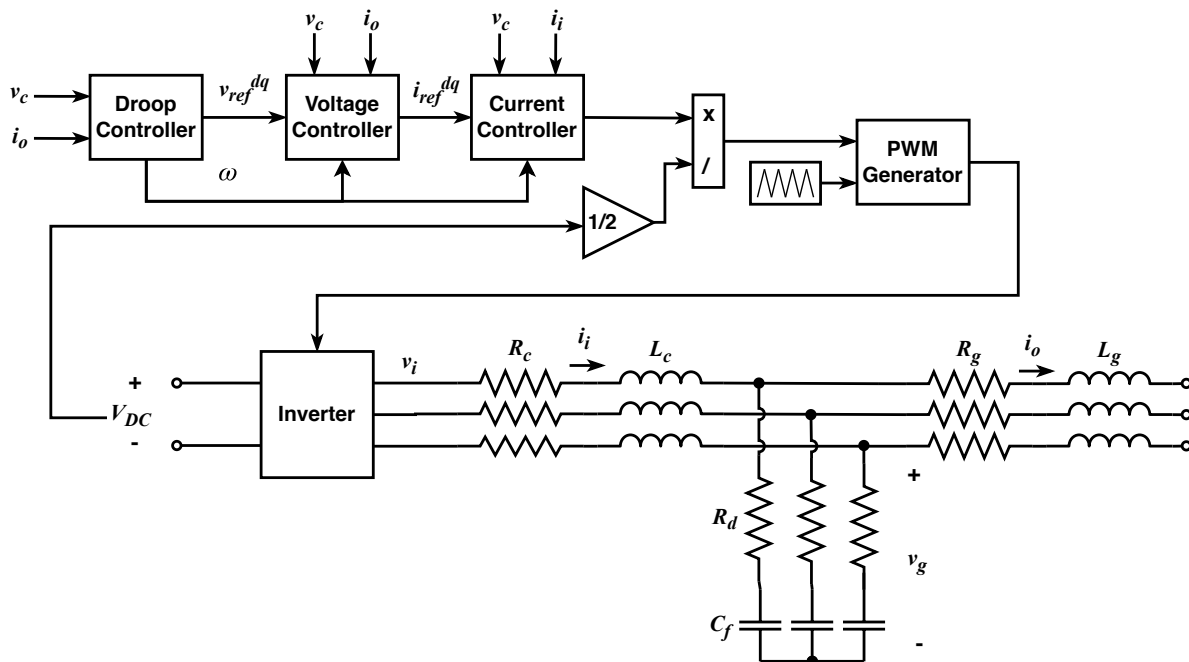 v_c i_o v_c i_i
v_c
i_o
Droop
Controller
v_ref^dq
Voltage
Controller
i_ref^dq
Current
Controller
ω
x
/
1/2
PWM
Generator
+
V_DC
-
Inverter
v_i R_c i_i L_c R_g i_o L_g
R_d
C_f
+
v_g
-